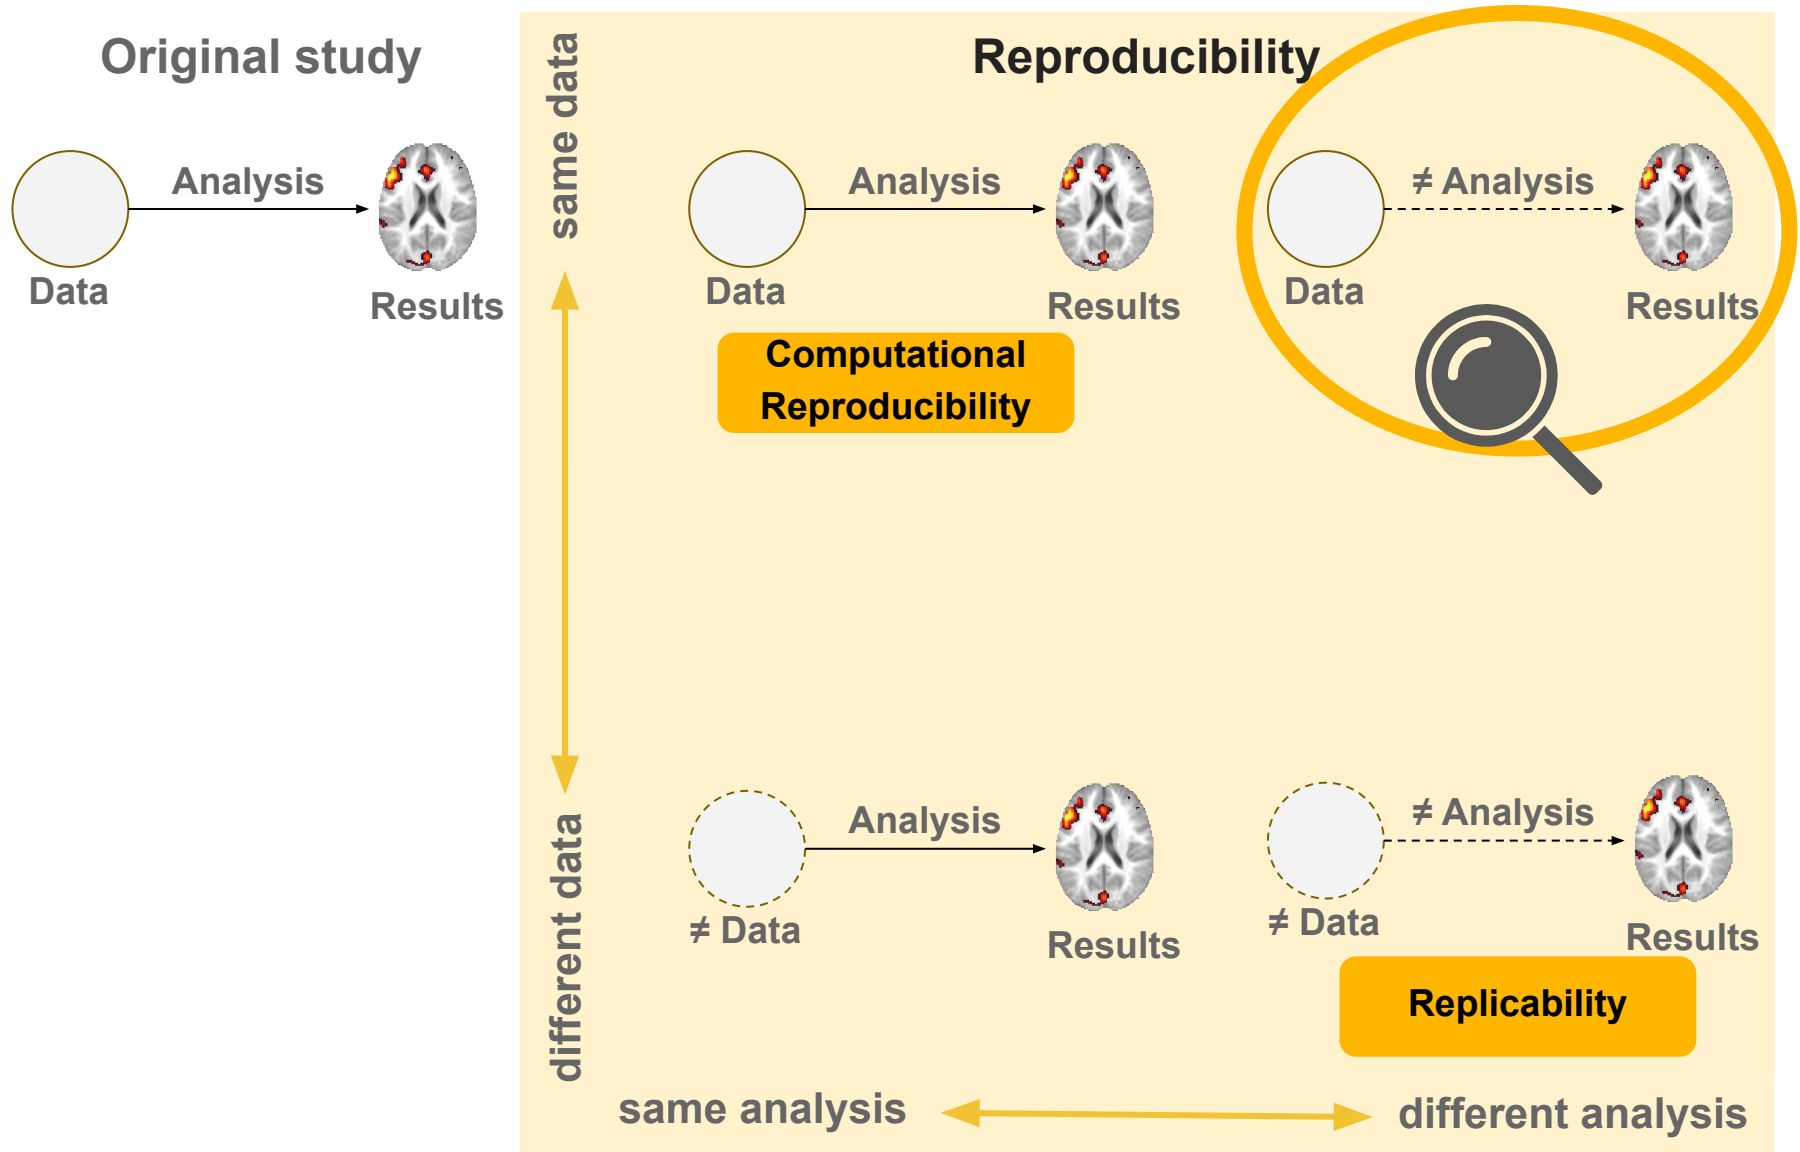 Original study
Reproducibility
same data
Analysis
Data
Results
Analysis
Data
Results
Computational
Reproducibility
≠ Analysis
Data
Results
different data
Analysis
≠ Data
Results
≠ Analysis
≠ Data
Results
Replicability
same analysis
different analysis